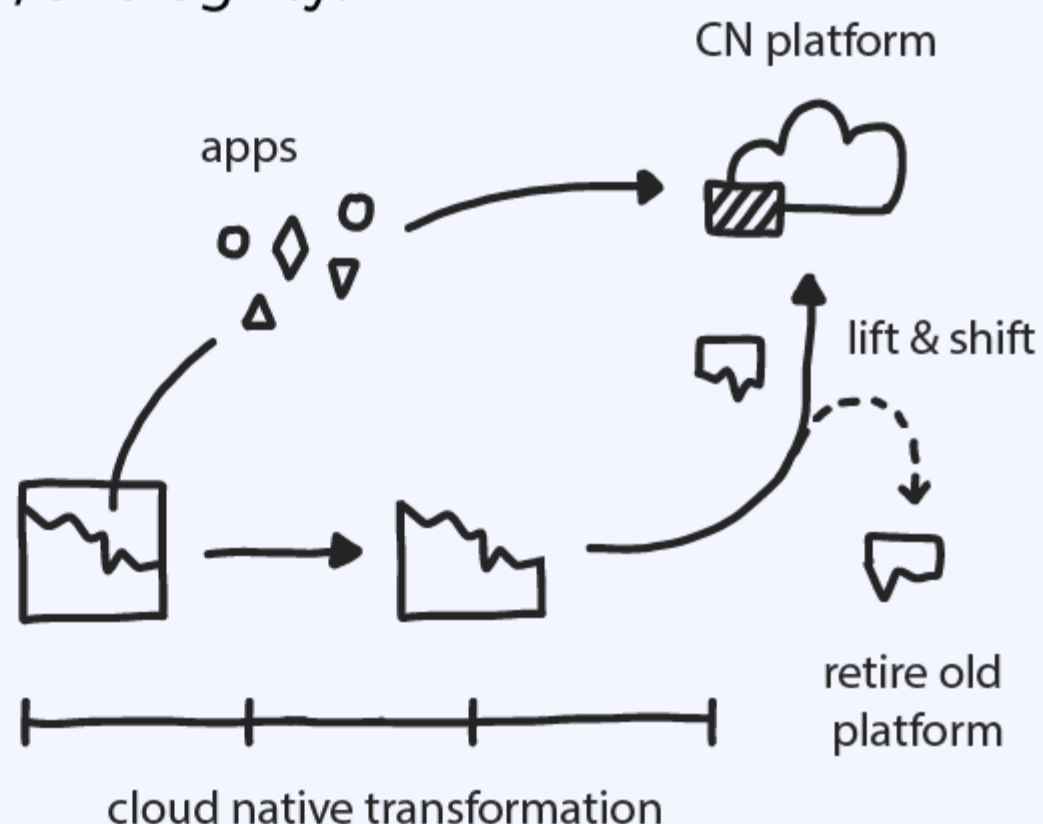 CN platform
apps
lift & shift
retire old
platform
cloud native transformation